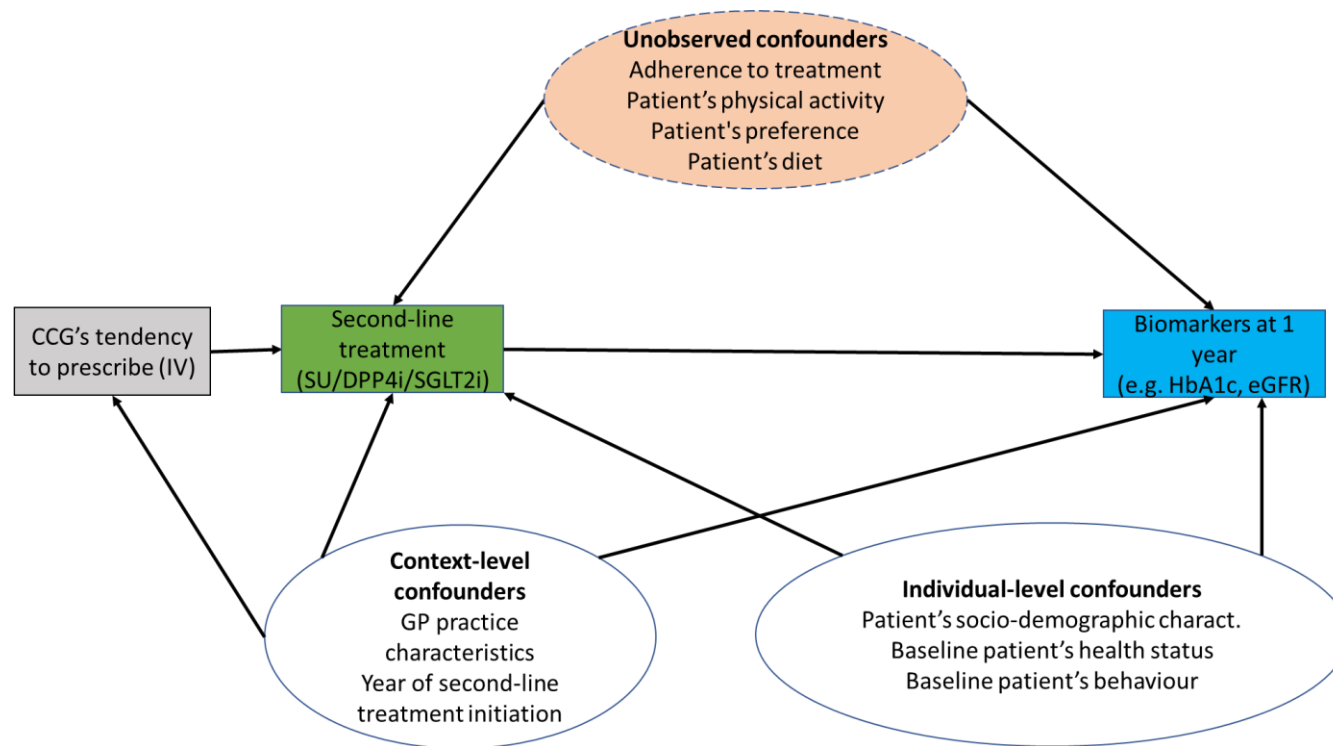 Unobserved confounders
Adherence to treatment
Patient’s physical activity
Patient's preference
Patient’s diet
CCG’s tendency
to prescribe (IV)
Second-line
treatment
(SU/DPP4i/SGLT2i)
Biomarkers at 1
year
(e.g. HbA1c, eGFR)
Context-level
confounders
GP practice
characteristics
Year of second-line
treatment initiation
Individual-level confounders
Patient’s socio-demographic charact.
Baseline patient’s health status
Baseline patient’s behaviour